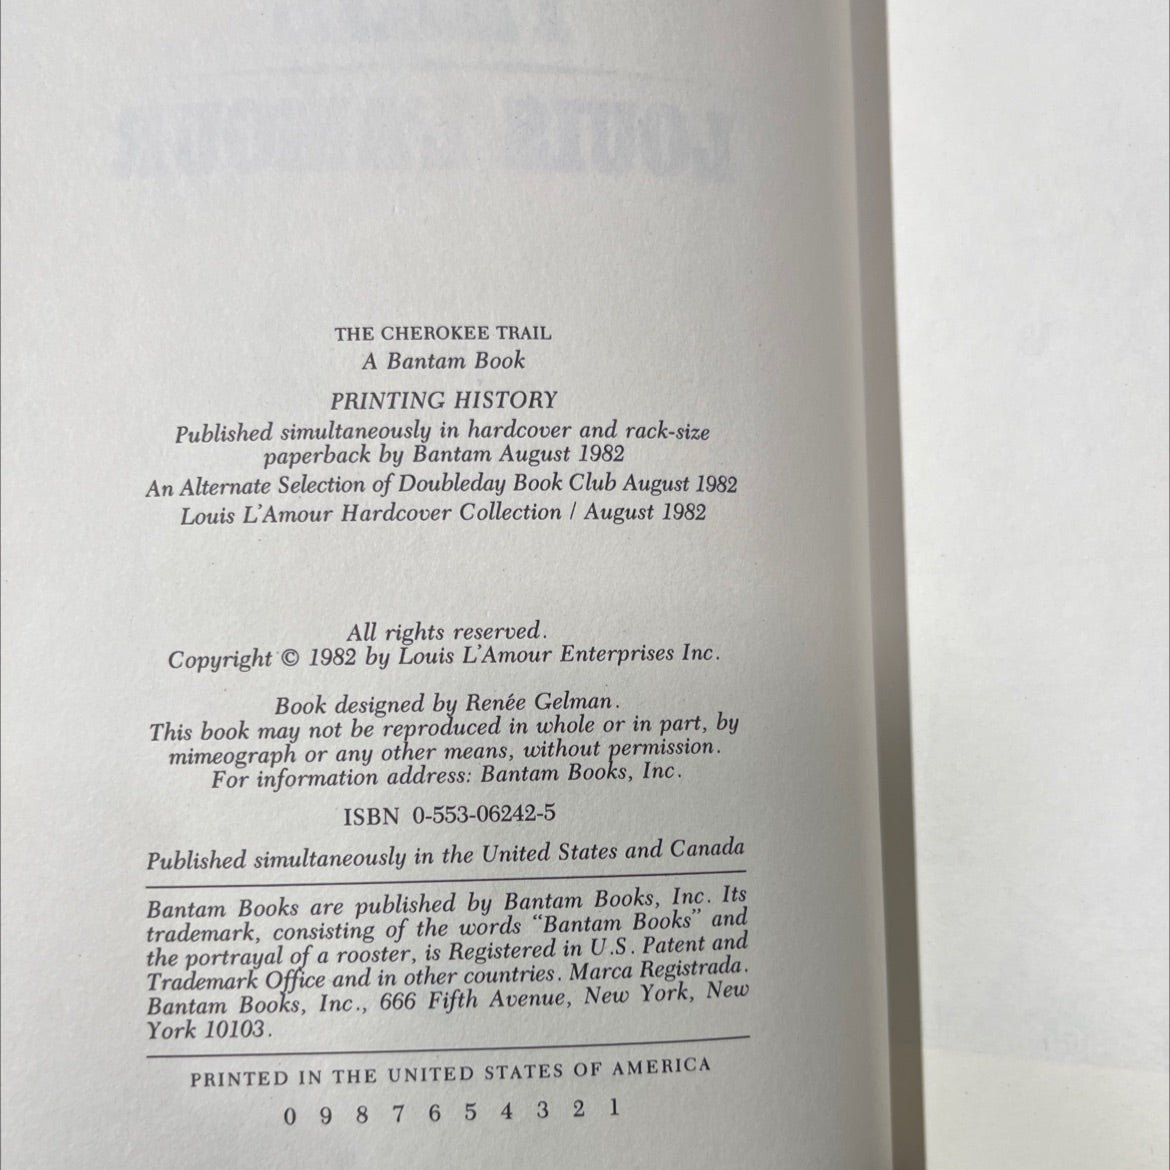 THE CHEROKEE TRAIL
A Bantam Book
PRINTING HISTORY
Published simultaneously in hardcover and rack-size
paperback by Bantam August 1982
An Alternate Selection of Doubleday Book Club August 1982
Louis L'Amour Hardcover Collection / August 1982
All rights reserved.
Copyright © 1982 by Louis L'Amour Enterprises Inc.
Book designed by Renée Gelman.
This book may not be reproduced in whole or in part, by
mimeograph or any other means, without permission.
For information address: Bantam Books, Inc.
ISBN 0-553-06242-5
Published simultaneously in the United States and Canada
Bantam Books are published by Bantam Books, Inc. Its
trademark, consisting of the words “Bantam Books” and
the portrayal of a rooster, is Registered in U.S. Patent and
Trademark Office and in other countries. Marca Registrada.
Bantam Books, Inc., 666 Fifth Avenue, New York, New
York 10103.
PRINTED IN THE UNITED STATES OF AMERICA
0 9 8 7 6 5 4 3 2 1